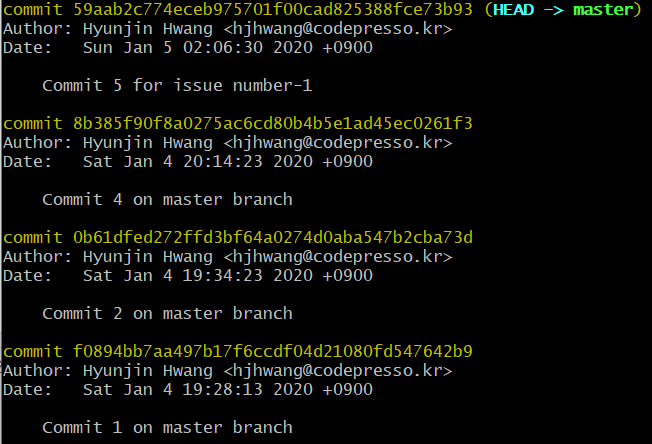 commit 59aab2c774eceb975701f00cad825388fce73b93 (HEAD -> master)
Author: Hyunjin Hwang <hjhwang@codepresso.kr>
Date:   Sun Jan 5 02:06:30 2020 +0900
Commit 5 for issue number-1
commit 8b385f90f8a0275ac6cd80b4b5e1ad45ec0261f3
Author: Hyunjin Hwang <hjhwang@codepresso.kr>
Date:   Sat Jan 4 20:14:23 2020 +0900
Commit 4 on master branch
commit 0b61dfed272ffd3bf64a0274d0aba547b2cba73d
Author: Hyunjin Hwang <hjhwang@codepresso.kr>
Date:   Sat Jan 4 19:34:23 2020 +0900
Commit 2 on master branch
commit f0894bb7aa497b17f6ccdf04d21080fd547642b9
Author: Hyunjin Hwang <hjhwang@codepresso.kr>
Date:   Sat Jan 4 19:28:13 2020 +0900
Commit 1 on master branch